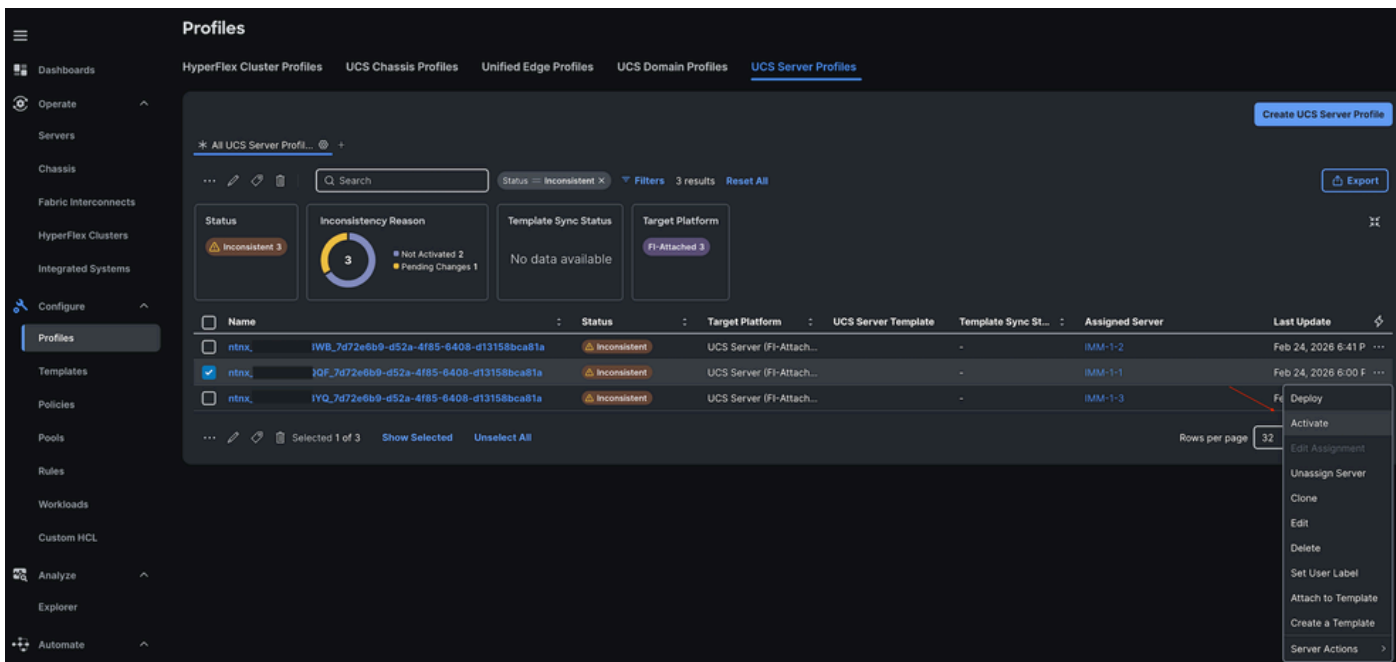 Profiles
HyperFlex Cluster Profiles UCS Chassis Profiles Unified Edge Profiles UCS Domain Profiles UCS Server Profiles
Dashboards
Operate
Servers
Chassis
Fabric Interconnects
HyperFlex Clusters
Integrated Systems
Configure
Profiles
Templates
Policies
Pools
Rules
Workloads
Custom HCL
Analyze
Explorer
Automate
Create UCS Server Profile
All UCS Server Profil... +
Search Status = Inconsistent × Filters 3 results Reset All Export
Status
Inconsistent 3
Inconsistency Reason
3
Not Activated 2
Pending Changes 1
Template Sync Status
No data available
Target Platform
FI-Attached 3
Name Status Target Platform UCS Server Template Template Sync St... Assigned Server Last Update
ntnx_ IWB_7d72e6b9-d52a-4f85-6408-d13158bca81a Inconsistent UCS Server (FI-Attach... - IMM-1-2 Feb 24, 2026 6:41 P ...
ntnx_ QF_7d72e6b9-d52a-4f85-6408-d13158bca81a Inconsistent UCS Server (FI-Attach... - IMM-1-1 Feb 24, 2026 6:00 F ...
ntnx_ YQ_7d72e6b9-d52a-4f85-6408-d13158bca81a Inconsistent UCS Server (FI-Attach... - IMM-1-3 Fe
... Selected 1 of 3 Show Selected Unselect All Rows per page 32
Deploy
Activate
Edit Assignment
Unassign Server
Clone
Edit
Delete
Set User Label
Attach to Template
Create a Template
Server Actions